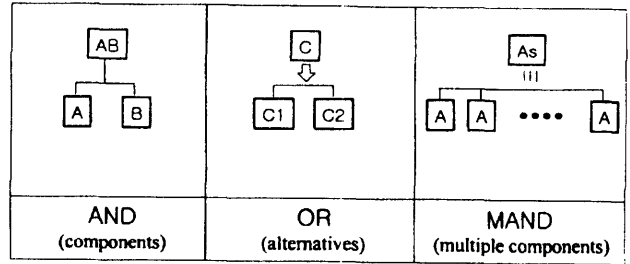 AB
A B
AND
(components)
C
C1 C2
OR
(alternatives)
As
A A A
MAND
(multiple components)